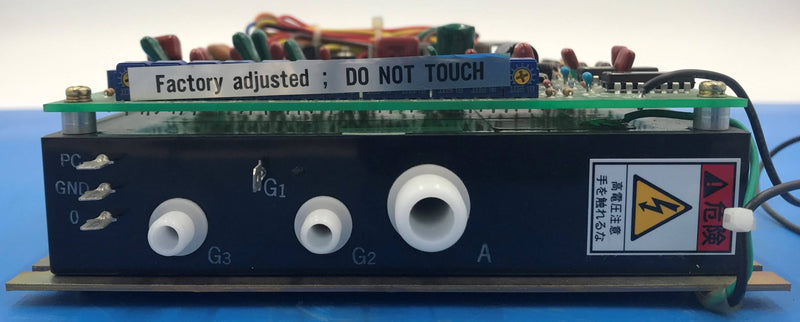 Factory adjusted ; DO NOT TOUCH
PC
GND
0
G1
G3
G2
A
危険
高電圧注意
手を触れるな